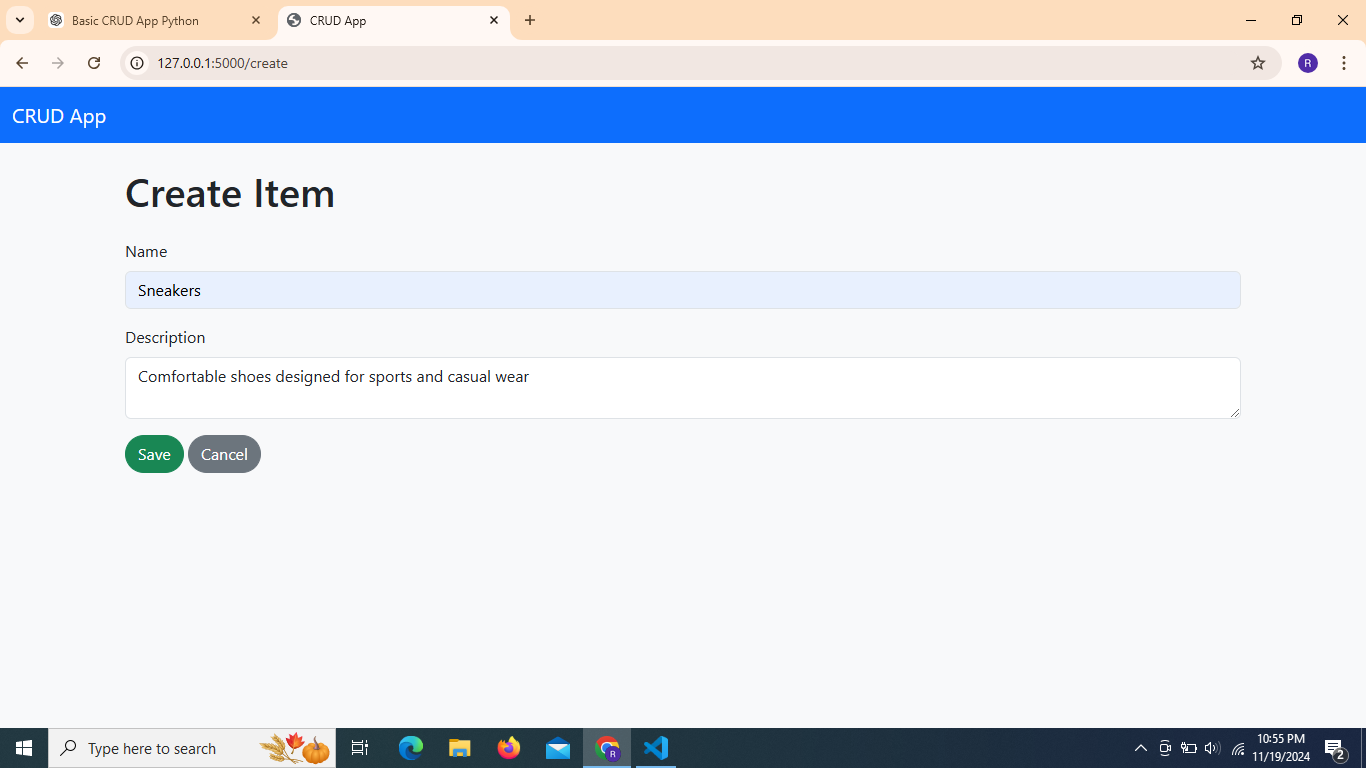 Basic CRUD App Python
CRUD App
127.0.0.1:5000/create
R
CRUD App
Create Item
Name
Sneakers
Description
Comfortable shoes designed for sports and casual wear
Save Cancel
Type here to search
R
10:55 PM
11/19/2024
2